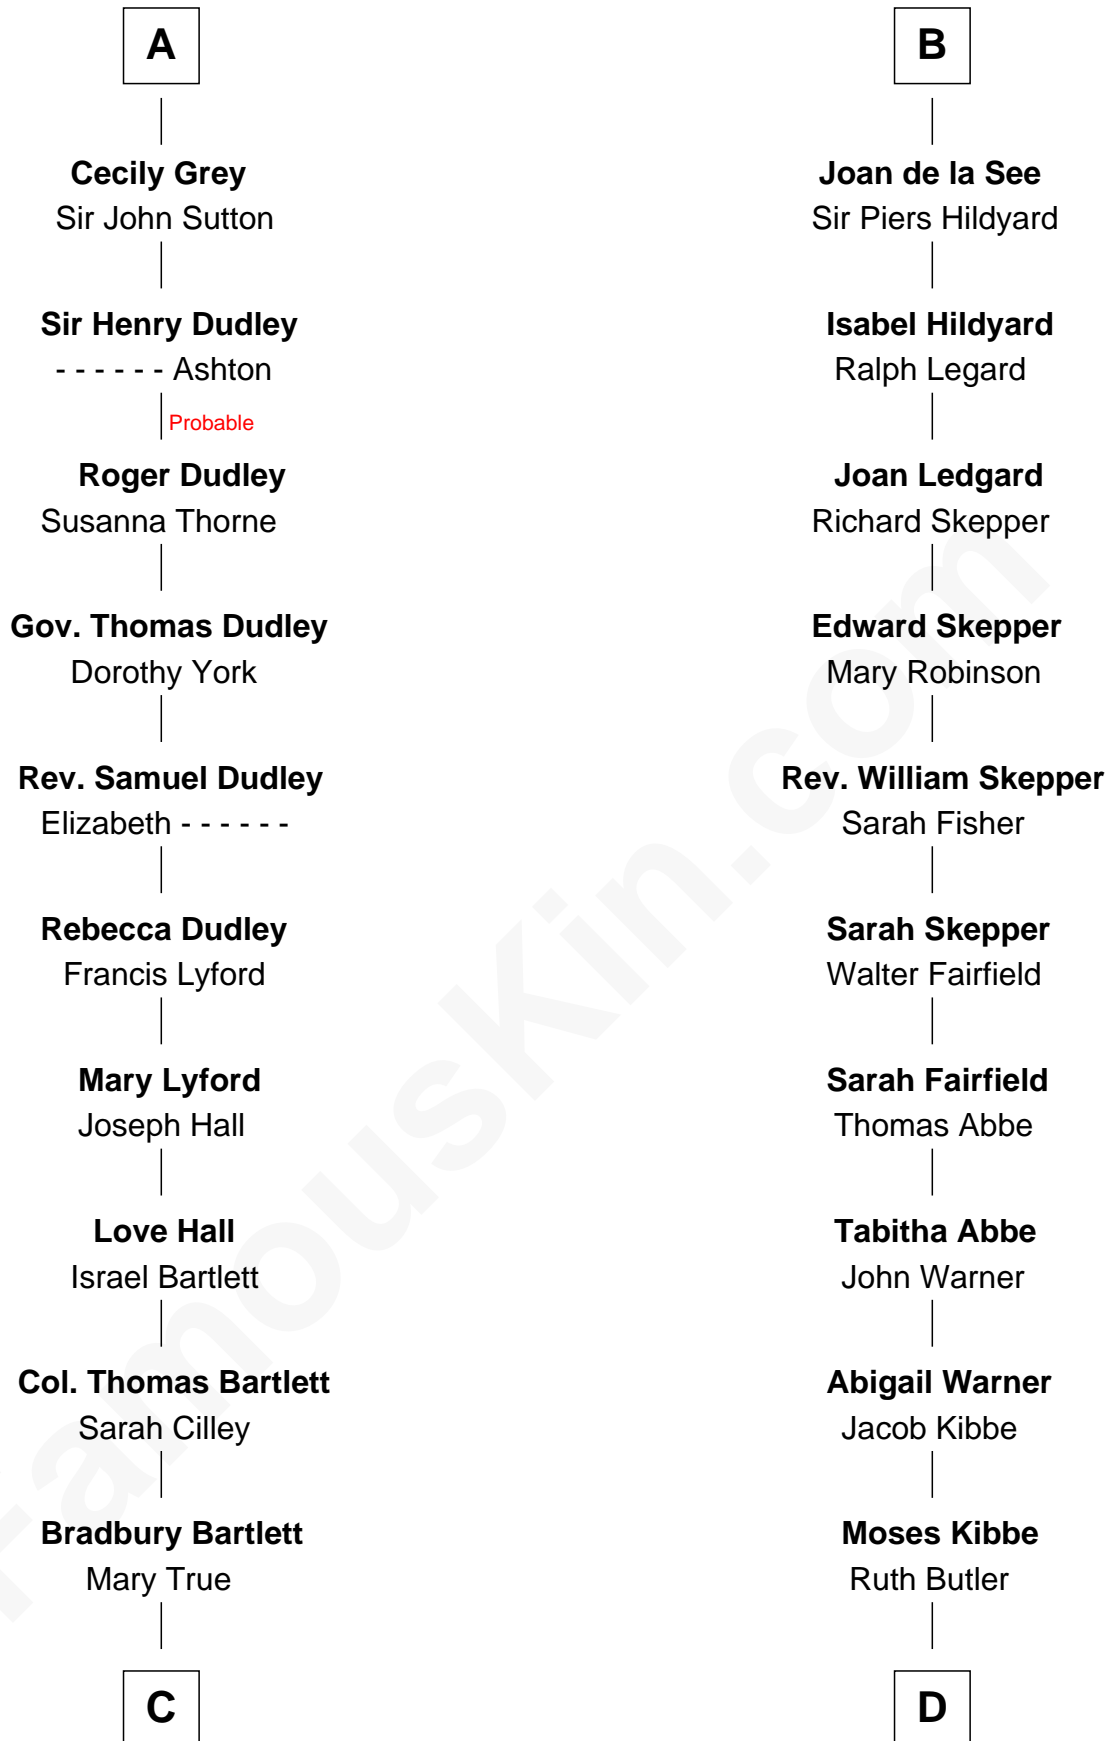 A
Cecily Grey
Sir John Sutton
Sir Henry Dudley
- - - - - - Ashton
Probable
Roger Dudley
Susanna Thorne
Gov. Thomas Dudley
Dorothy York
Rev. Samuel Dudley
Elizabeth - - - - - -
Rebecca Dudley
Francis Lyford
Mary Lyford
Joseph Hall
Love Hall
Israel Bartlett
Col. Thomas Bartlett
Sarah Cilley
Bradbury Bartlett
Mary True
C
B
Joan de la See
Sir Piers Hildyard
Isabel Hildyard
Ralph Legard
Joan Ledgard
Richard Skepper
Edward Skepper
Mary Robinson
Rev. William Skepper
Sarah Fisher
Sarah Skepper
Walter Fairfield
Sarah Fairfield
Thomas Abbe
Tabitha Abbe
John Warner
Abigail Warner
Jacob Kibbe
Moses Kibbe
Ruth Butler
D
FamousKin.com